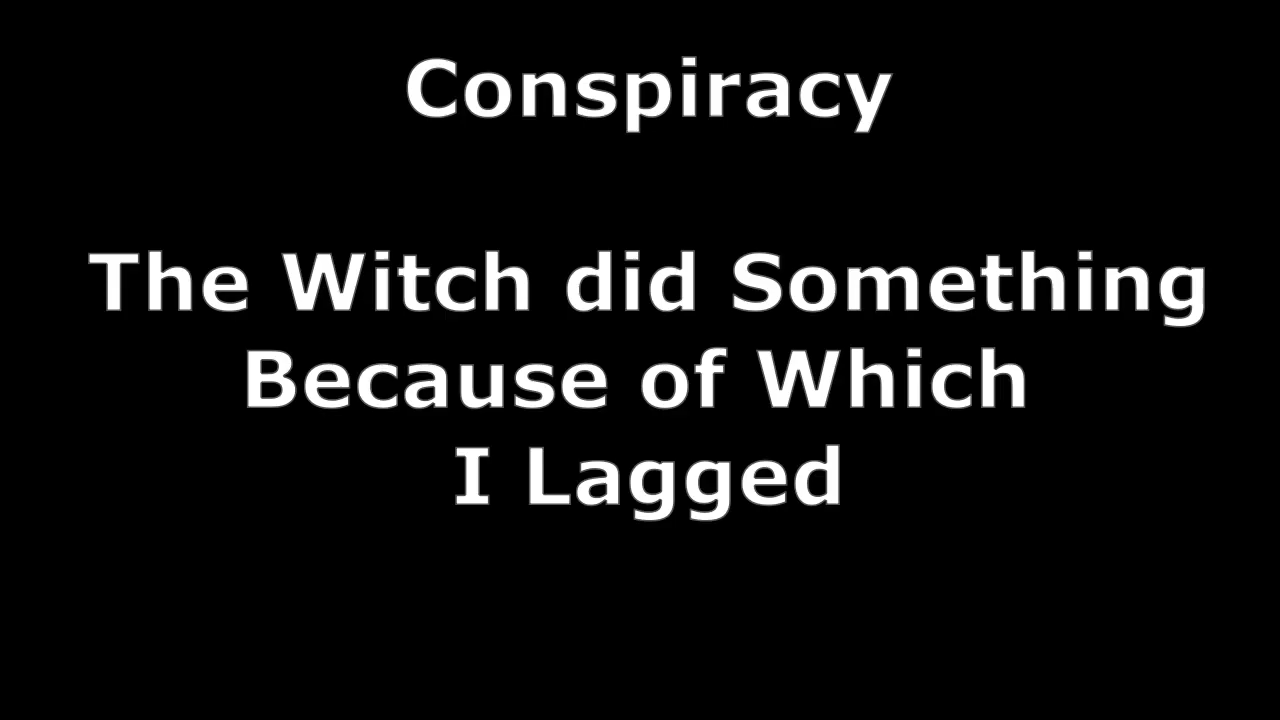 Conspiracy
The Witch did Something
Because of Which
I Lagged